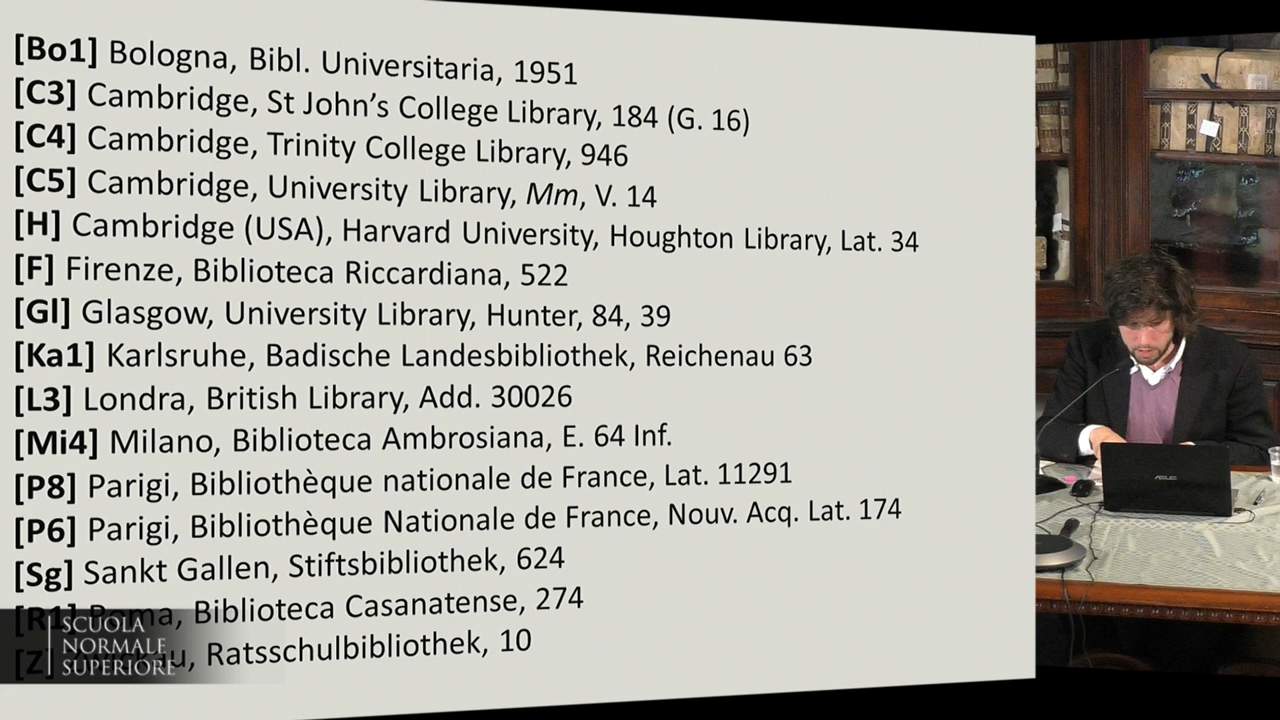 [Bo1] Bologna, Bibl. Universitaria, 1951
[C3] Cambridge, St John’s College Library, 184 (G. 16)
[C4] Cambridge, Trinity College Library, 946
[C5] Cambridge, University Library, Mm, V. 14
[H] Cambridge (USA), Harvard University, Houghton Library, Lat. 34
[F] Firenze, Biblioteca Riccardiana, 522
[Gl] Glasgow, University Library, Hunter, 84, 39
[Ka1] Karlsruhe, Badische Landesbibliothek, Reichenau 63
[L3] Londra, British Library, Add. 30026
[Mi4] Milano, Biblioteca Ambrosiana, E. 64 Inf.
[P8] Parigi, Bibliothèque nationale de France, Lat. 11291
[P6] Parigi, Bibliothèque Nationale de France, Nouv. Acq. Lat. 174
[Sg] Sankt Gallen, Stiftsbibliothek, 624
[R1] Roma, Biblioteca Casanatense, 274
[Z] Zwickau, Ratsschulbibliothek, 10
SCUOLA
NORMALE
SUPERIORE
ASUS